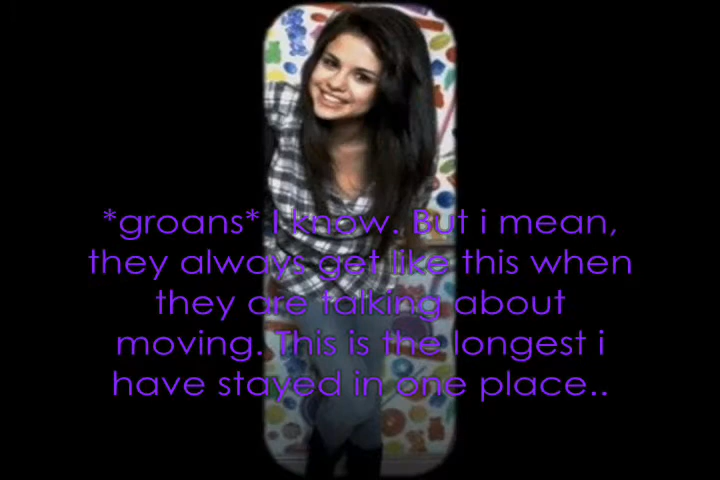 *groans* I know. But i mean,
they always get like this when
they are talking about
moving. This is the longest i
have stayed in one place..